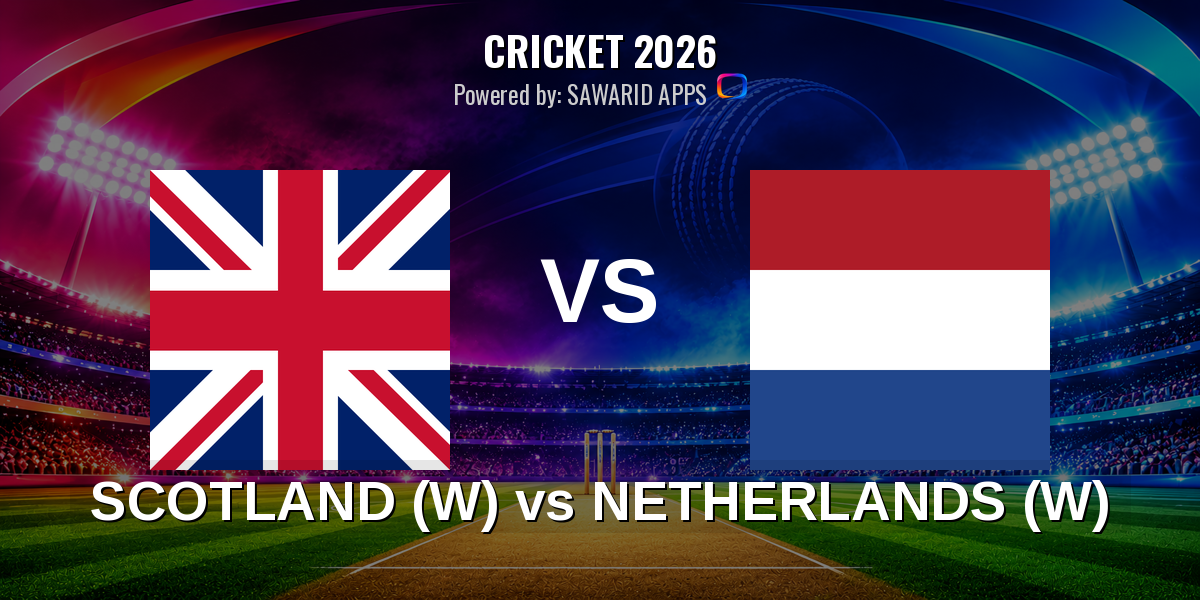 CRICKET 2026
Powered by: SAWARID APPS
VS
SCOTLAND (W) vs NETHERLANDS (W)